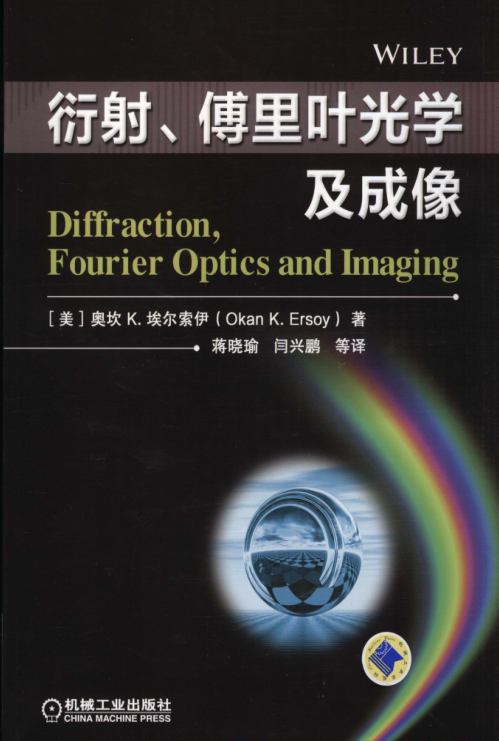 WILEY
衍射、傅里叶光学
及成像
Diffraction,
Fourier Optics and Imaging
［美］奥坎 K. 埃尔索伊（Okan K. Ersoy）著
蒋晓瑜 闫兴鹏 等译
机械工业出版社
CHINA MACHINE PRESS